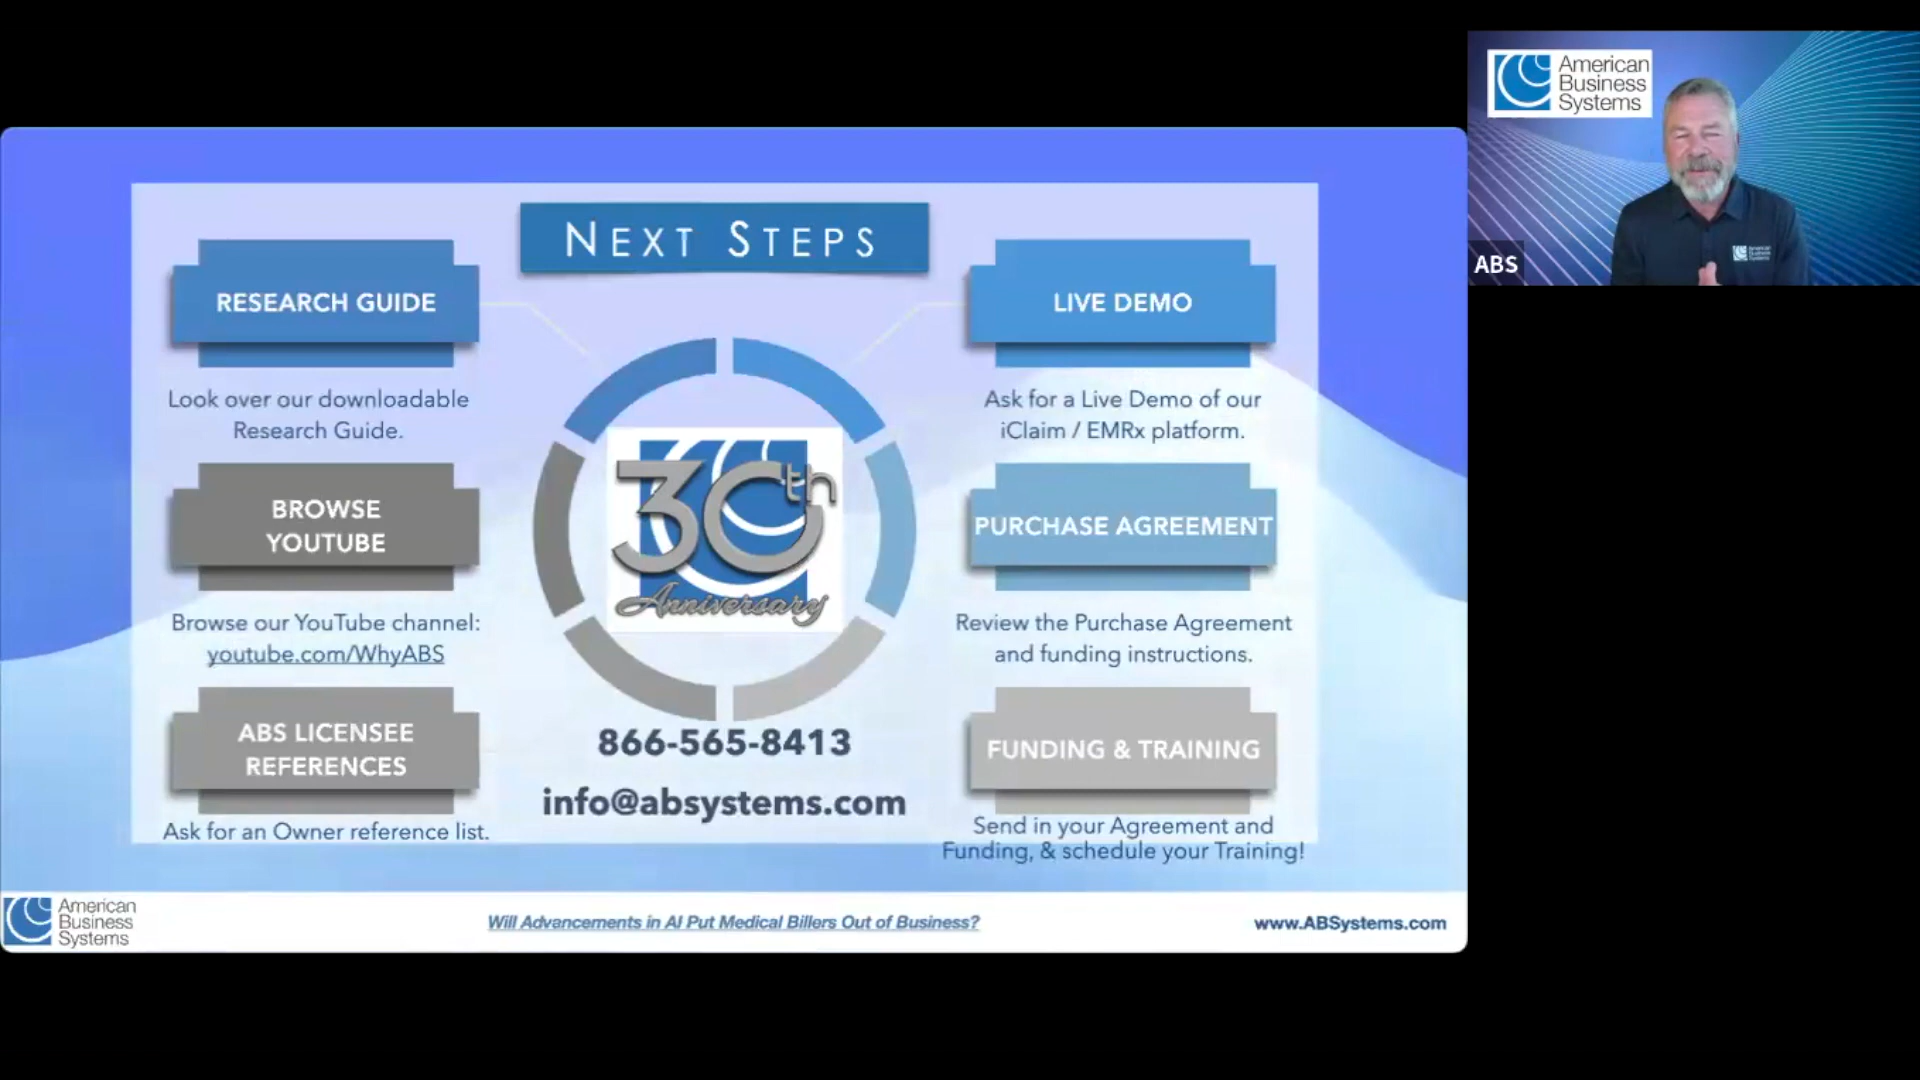 NEXT STEPS
RESEARCH GUIDE
Look over our downloadable
Research Guide.
BROWSE
YOUTUBE
Browse our YouTube channel:
youtube.com/WhyABS
ABS LICENSEE
REFERENCES
Ask for an Owner reference list.
30th
Anniversary
866-565-8413
info@absystems.com
LIVE DEMO
Ask for a Live Demo of our
iClaim / EMRx platform.
PURCHASE AGREEMENT
Review the Purchase Agreement
and funding instructions.
FUNDING & TRAINING
Send in your Agreement and
Funding, & schedule your Training!
American
Business
Systems
Will Advancements in AI Put Medical Billers Out of Business?
www.ABSystems.com
American
Business
Systems
ABS
American
Business
Systems